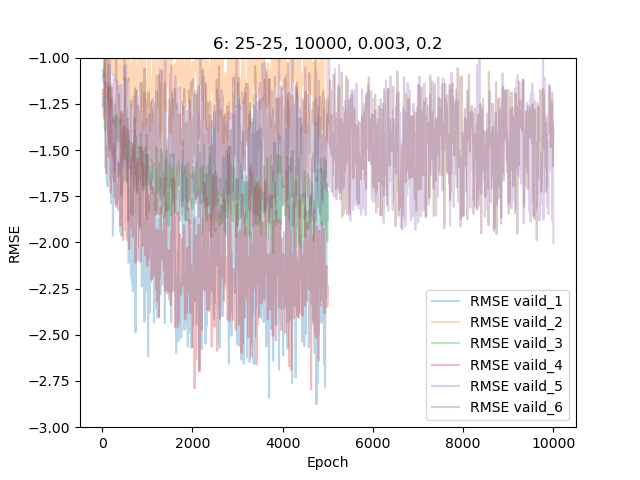 6: 25-25, 10000, 0.003, 0.2
−1.00
−1.25
−1.50
−1.75
−2.00
−2.25
−2.50
−2.75
−3.00
RMSE
RMSE vaild_1
RMSE vaild_2
RMSE vaild_3
RMSE vaild_4
RMSE vaild_5
RMSE vaild_6
0 2000 4000 6000 8000 10000
Epoch